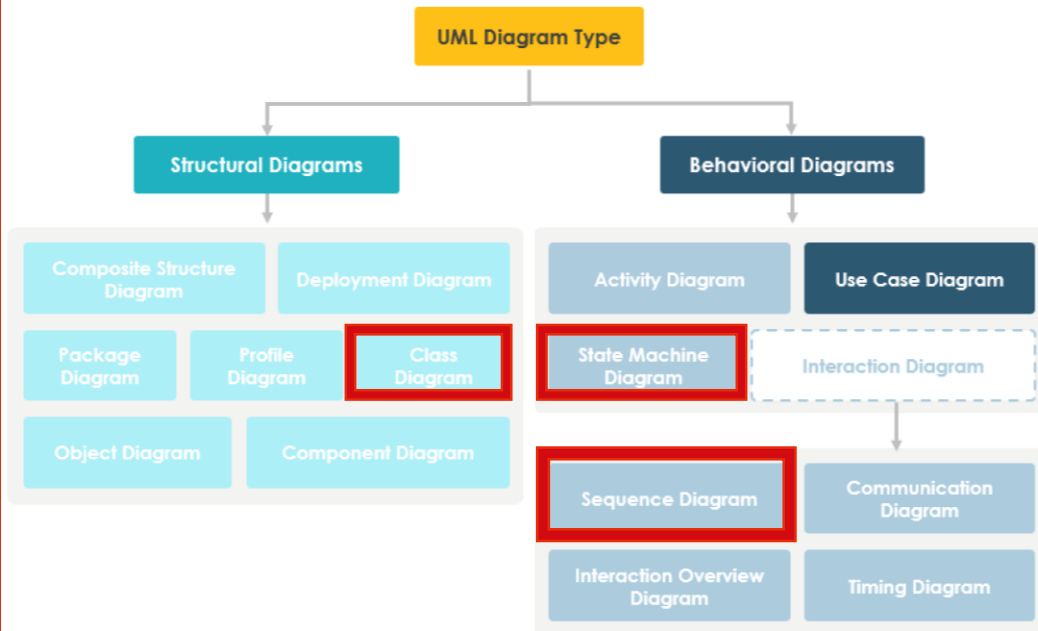 UML Diagram Type
Structural Diagrams
Behavioral Diagrams
Composite Structure
Diagram
Deployment Diagram
Package
Diagram
Profile
Diagram
Class
Diagram
Object Diagram
Component Diagram
Activity Diagram
Use Case Diagram
State Machine
Diagram
Interaction Diagram
Sequence Diagram
Communication
Diagram
Interaction Overview
Diagram
Timing Diagram